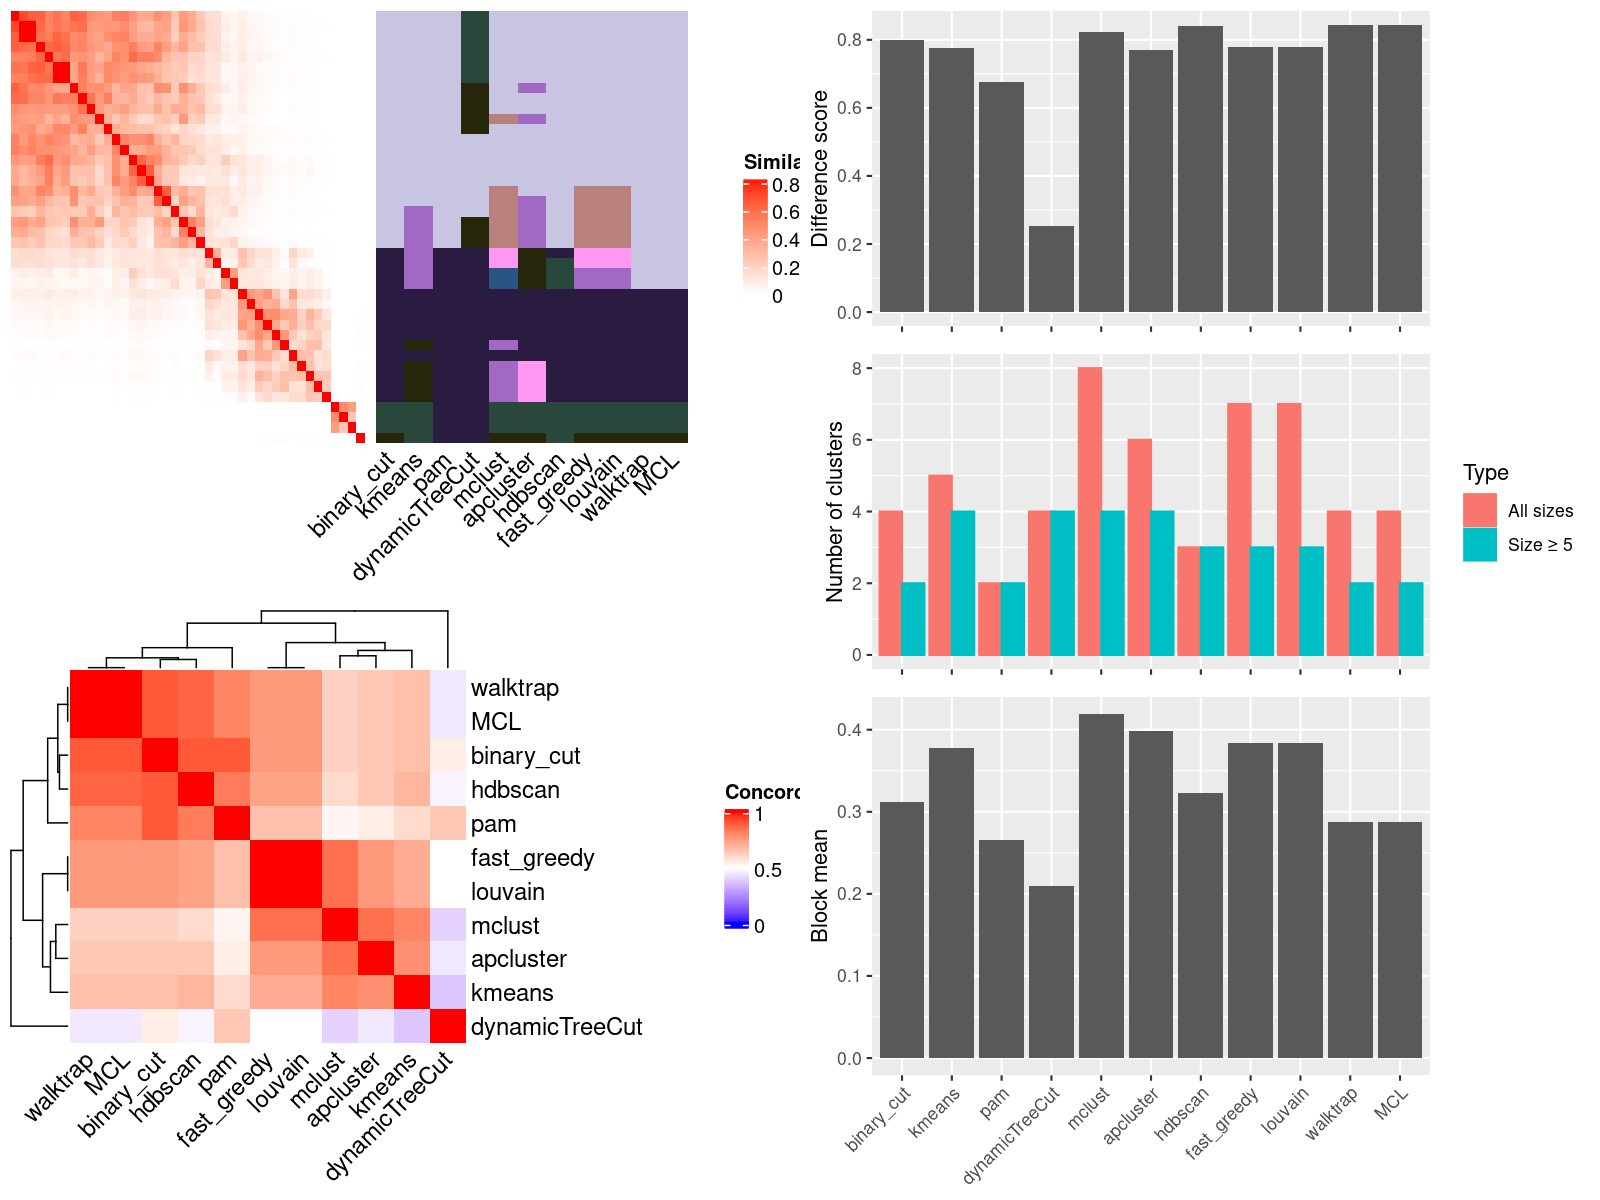 Simila
0.8
0.6
0.4
0.2
0
binary_cut
kmeans
pam
dynamicTreeCut
mclust
apcluster
hdbscan
fast_greedy
louvain
walktrap
MCL
walktrap
MCL
binary_cut
hdbscan
pam
fast_greedy
louvain
mclust
apcluster
kmeans
dynamicTreeCut
Concord
1
0.5
0
walktrap
MCL
binary_cut
hdbscan
pam
fast_greedy
louvain
mclust
apcluster
kmeans
dynamicTreeCut
Difference score
0.8
0.6
0.4
0.2
0.0
Number of clusters
8
6
4
2
0
Type
All sizes
Size ≥ 5
Block mean
0.4
0.3
0.2
0.1
0.0
binary_cut
kmeans
pam
dynamicTreeCut
mclust
apcluster
hdbscan
fast_greedy
louvain
walktrap
MCL